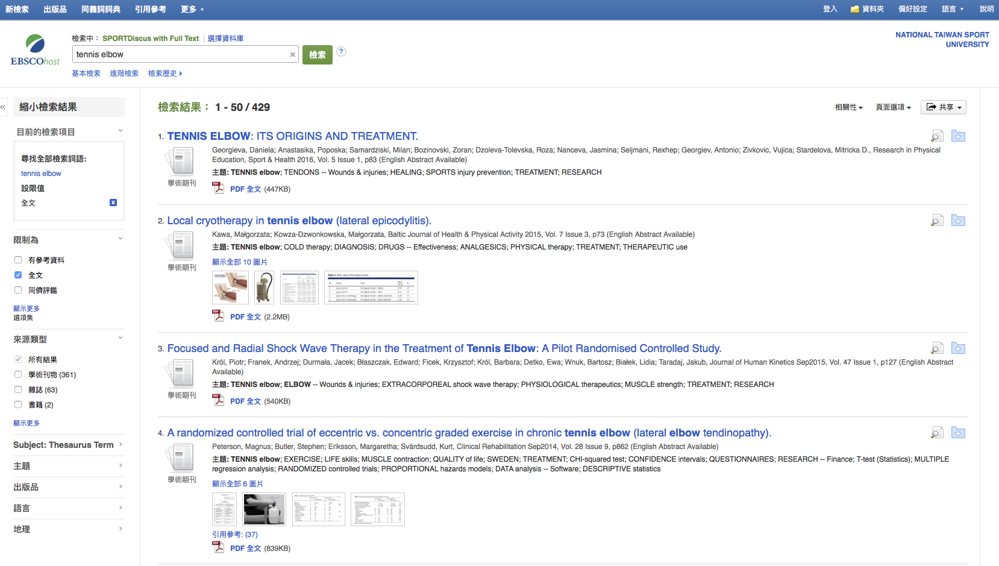 新檢索 出版品 同義詞詞典 引用參考 更多 登入 資料夾 偏好設定 語言 說明
EBSCOhost
檢索中： SPORTDiscus with Full Text 選擇資料庫
tennis elbow × 檢索 ?
基本檢索 進階檢索 檢索歷史
NATIONAL TAIWAN SPORT
UNIVERSITY
«
縮小檢索結果
目前的檢索項目
尋找全部檢索詞語:
tennis elbow
設限值
全文
限制為
有參考資料
全文
同儕評鑑
顯示更多
選項集
來源類型
所有結果
學術刊物 (361)
雜誌 (63)
書籍 (2)
顯示更多
Subject: Thesaurus Term
主題
出版品
語言
地理
檢索結果： 1 - 50 / 429
相關性 頁面選項 共享
1. TENNIS ELBOW: ITS ORIGINS AND TREATMENT.
Georgieva, Daniela; Anastasika, Poposka; Samardziski, Milan; Bozinovski, Zoran; Dzoleva-Tolevska, Roza; Nanceva, Jasmina; Seljmani, Rexhep; Georgiev, Antonio; Zivkovic, Vujica; Stardelova, Mitricka D., Research in Physical
Education, Sport & Health 2016, Vol. 5 Issue 1, p83 (English Abstract Available)
主題: TENNIS elbow; TENDONS -- Wounds & injuries; HEALING; SPORTS injury prevention; TREATMENT; RESEARCH
學術期刊
PDF 全文 (447KB)
2. Local cryotherapy in tennis elbow (lateral epicodylitis).
Kawa, Małgorzata; Kowza-Dzwonkowska, Małgorzata, Baltic Journal of Health & Physical Activity 2015, Vol. 7 Issue 3, p73 (English Abstract Available)
主題: TENNIS elbow; COLD therapy; DIAGNOSIS; DRUGS -- Effectiveness; ANALGESICS; PHYSICAL therapy; TREATMENT; THERAPEUTIC use
學術期刊
顯示全部 10 圖片
PDF 全文 (2.2MB)
3. Focused and Radial Shock Wave Therapy in the Treatment of Tennis Elbow: A Pilot Randomised Controlled Study.
Król, Piotr; Franek, Andrzej; Durmała, Jacek; Błaszczak, Edward; Ficek, Krzysztof; Król, Barbara; Detko, Ewa; Wnuk, Bartosz; Białek, Lidia; Taradaj, Jakub, Journal of Human Kinetics Sep2015, Vol. 47 Issue 1, p127 (English Abstract
Available)
主題: TENNIS elbow; ELBOW -- Wounds & injuries; EXTRACORPOREAL shock wave therapy; PHYSIOLOGICAL therapeutics; MUSCLE strength; TREATMENT; RESEARCH
學術期刊
PDF 全文 (540KB)
4. A randomized controlled trial of eccentric vs. concentric graded exercise in chronic tennis elbow (lateral elbow tendinopathy).
Peterson, Magnus; Butler, Stephen; Eriksson, Margaretha; Svärdsudd, Kurt, Clinical Rehabilitation Sep2014, Vol. 28 Issue 9, p862 (English Abstract Available)
主題: TENNIS elbow; EXERCISE; LIFE skills; MUSCLE contraction; QUALITY of life; SWEDEN; TREATMENT; CHI-squared test; CONFIDENCE intervals; QUESTIONNAIRES; RESEARCH -- Finance; T-test (Statistics); MULTIPLE
regression analysis; RANDOMIZED controlled trials; PROPORTIONAL hazards models; DATA analysis -- Software; DESCRIPTIVE statistics
學術期刊
顯示全部 6 圖片
引用參考: (37)
PDF 全文 (839KB)